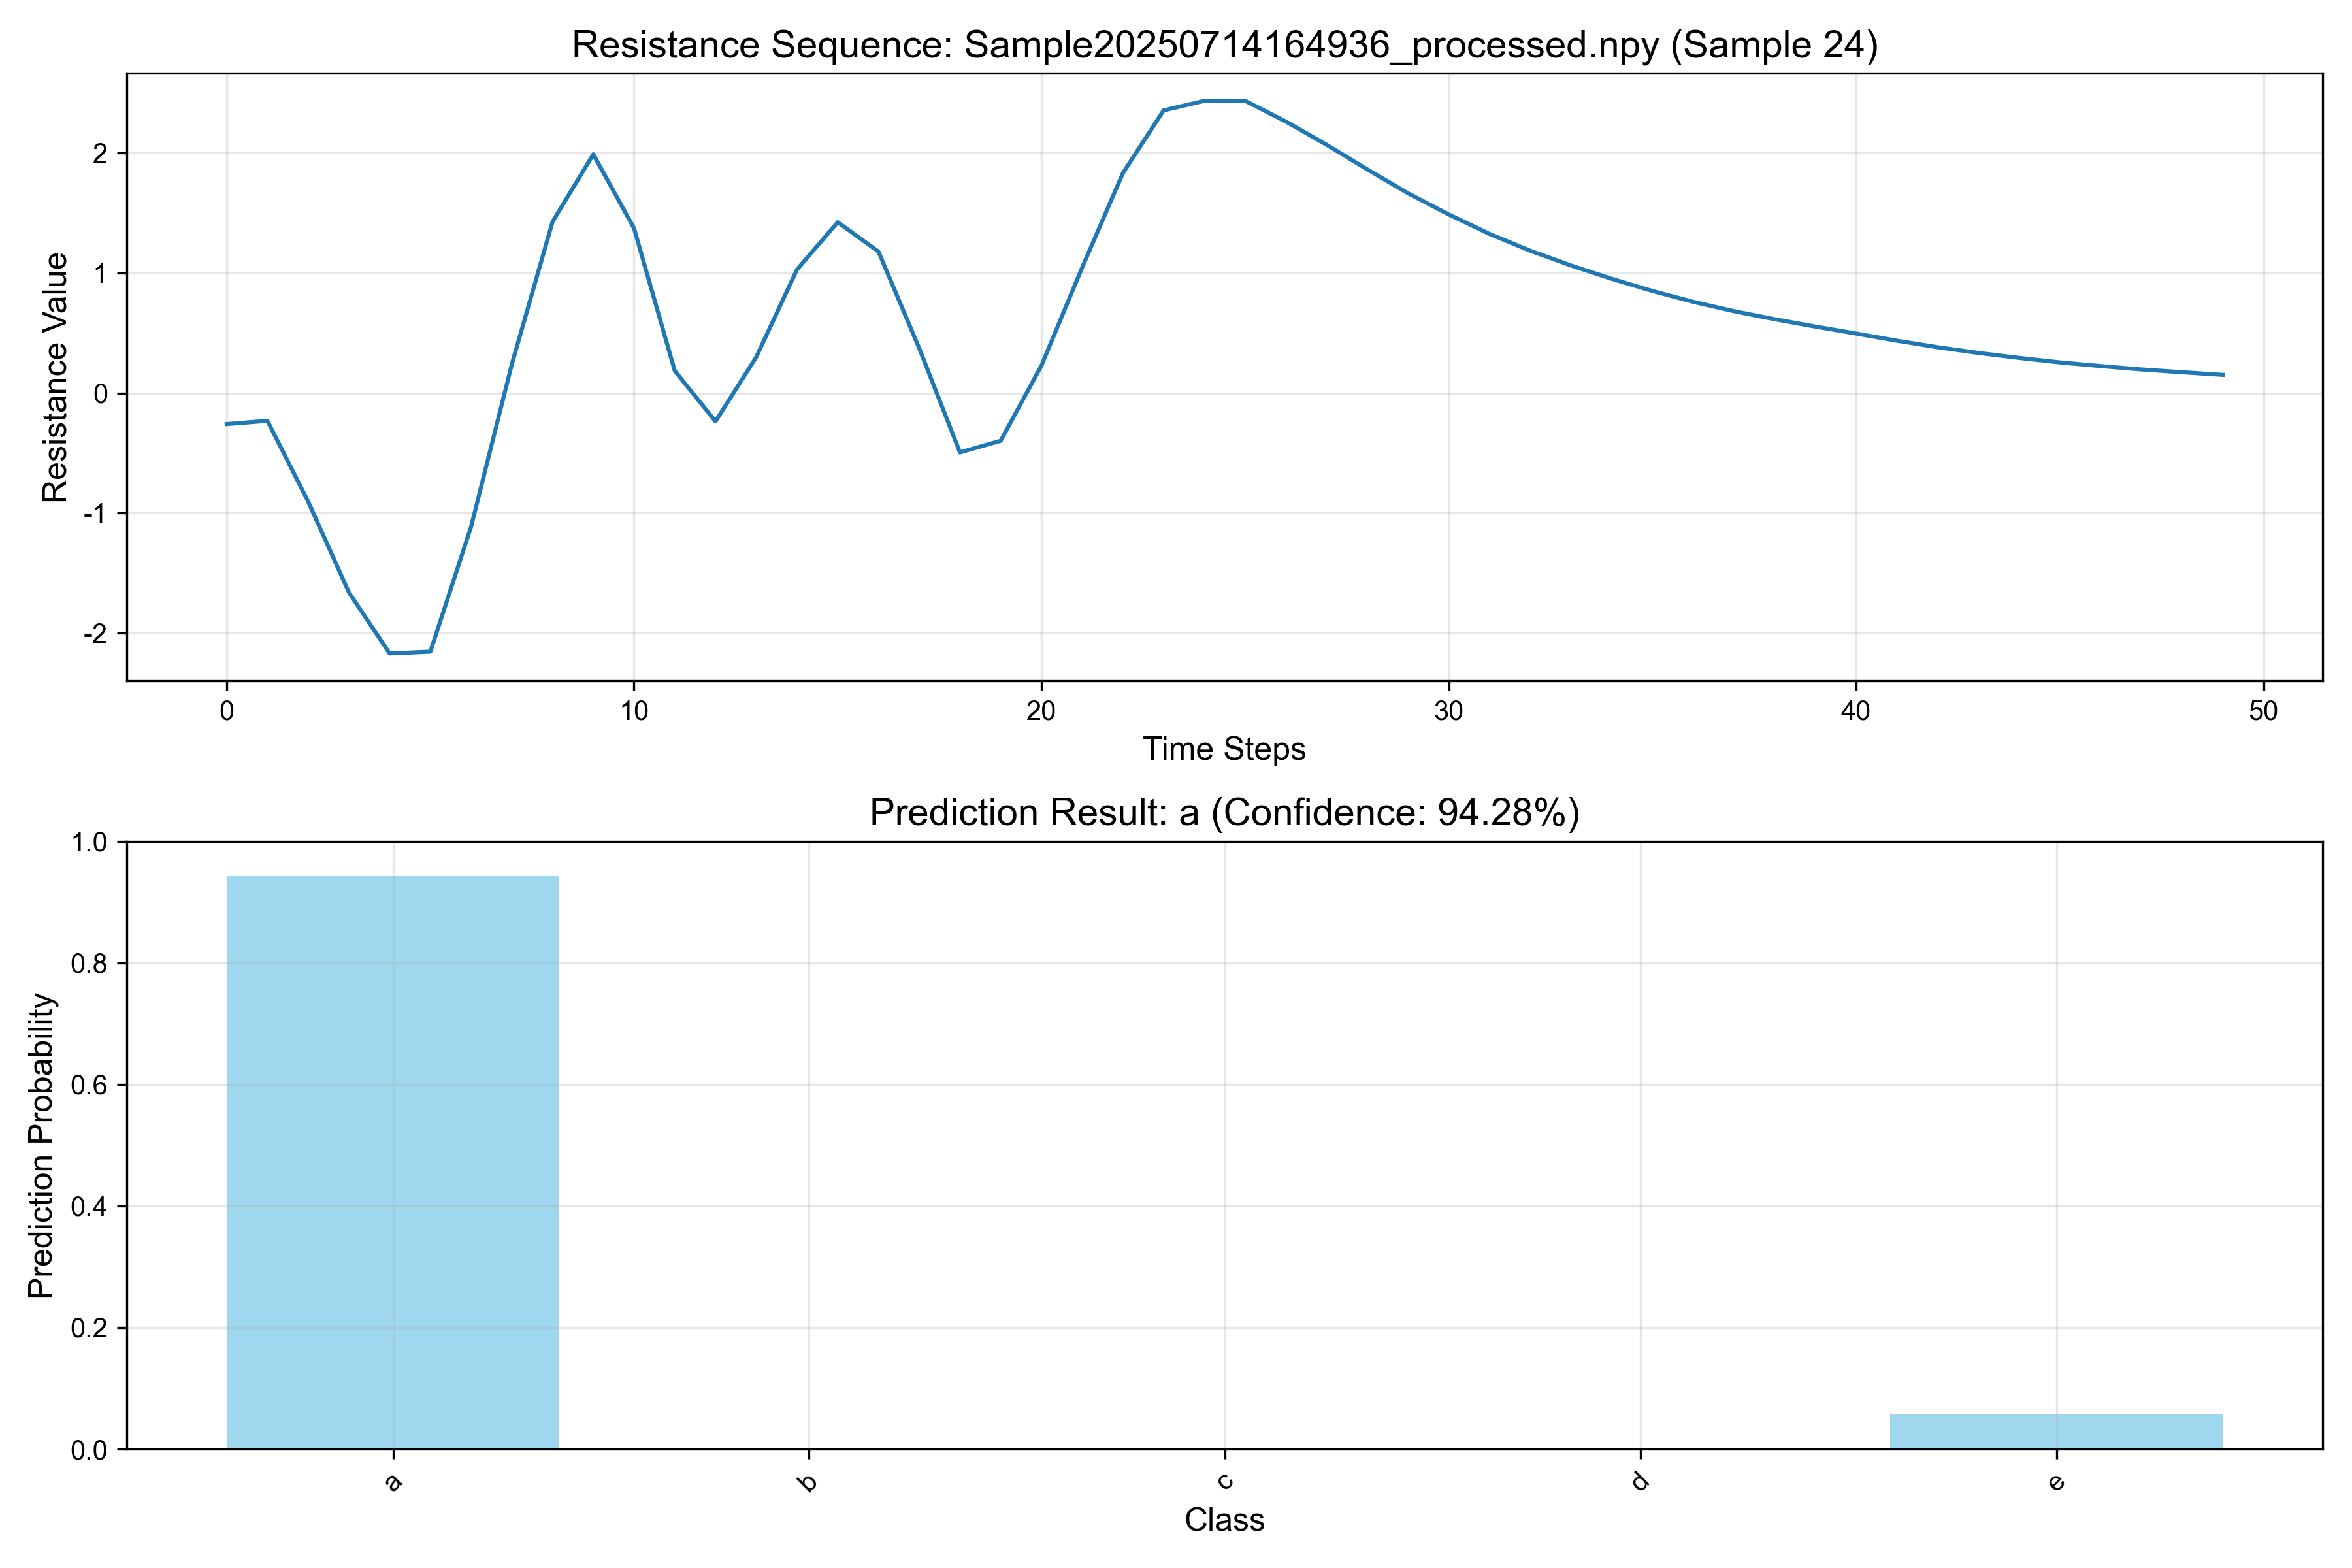 Resistance Sequence: Sample20250714164936_processed.npy (Sample 24)
Resistance Value
2
1
0
-1
-2
0 10 20 30 40 50
Time Steps
Prediction Result: a (Confidence: 94.28%)
Prediction Probability
1.0
0.8
0.6
0.4
0.2
0.0
a b c d e
Class